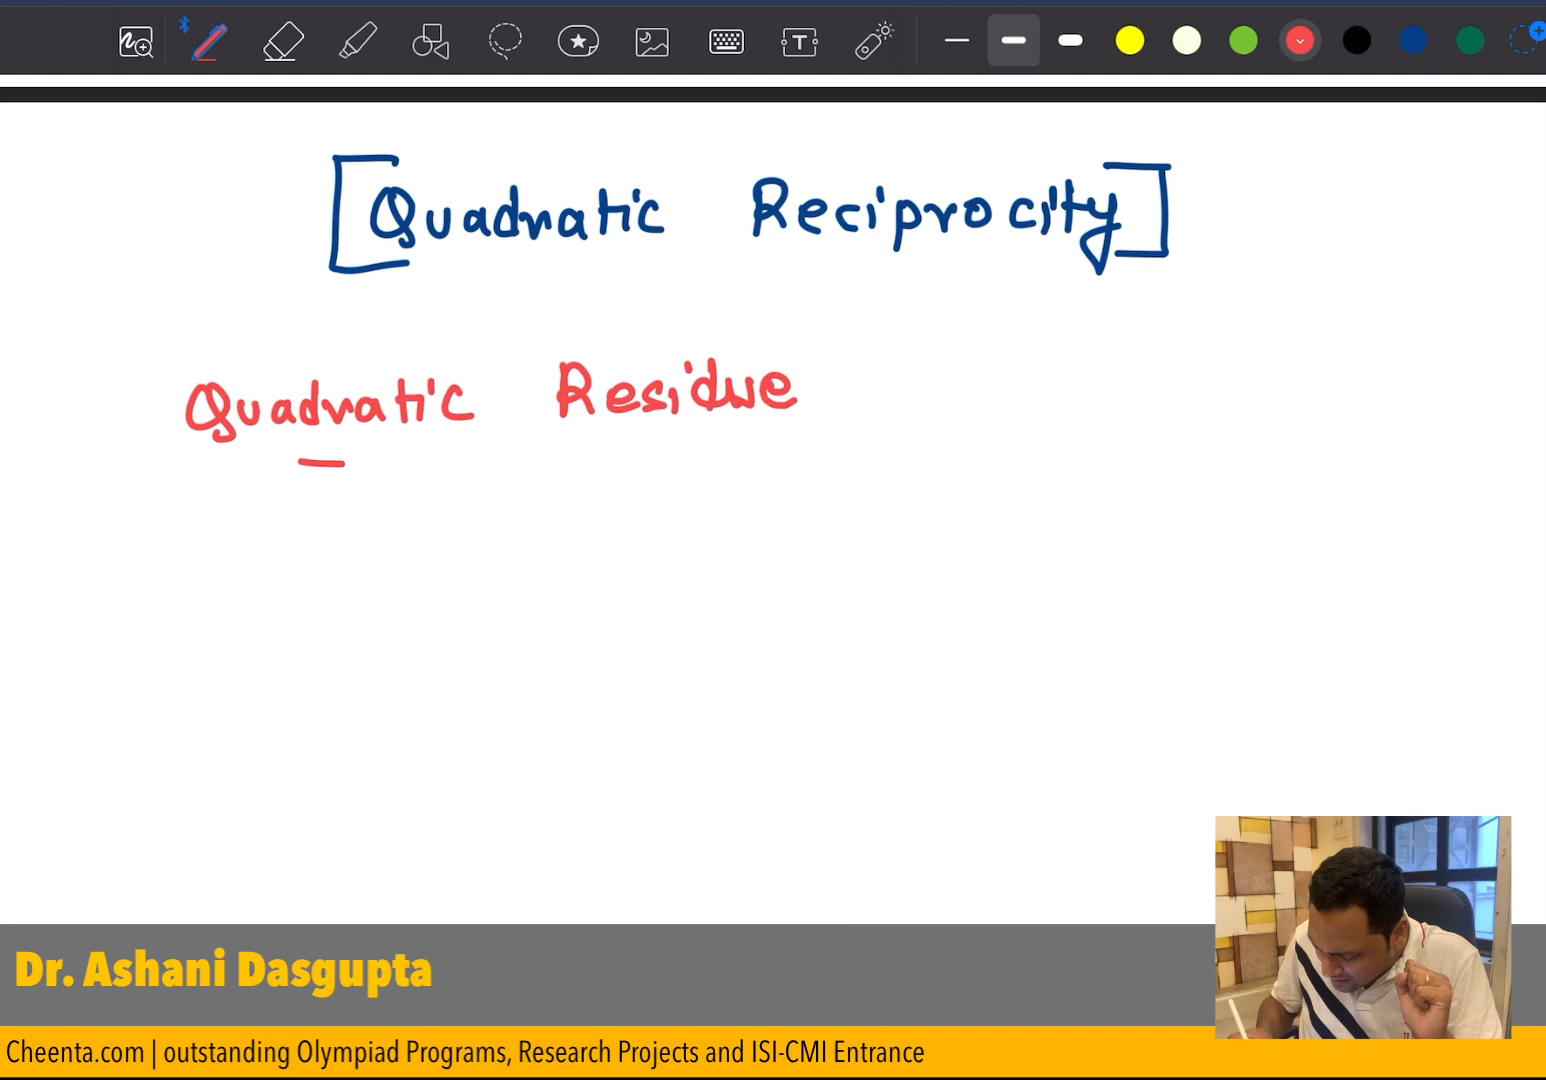 [Quadratic Reciprocity]
Quadratic Residue
Dr. Ashani Dasgupta
Cheenta.com | outstanding Olympiad Programs, Research Projects and ISI-CMI Entrance